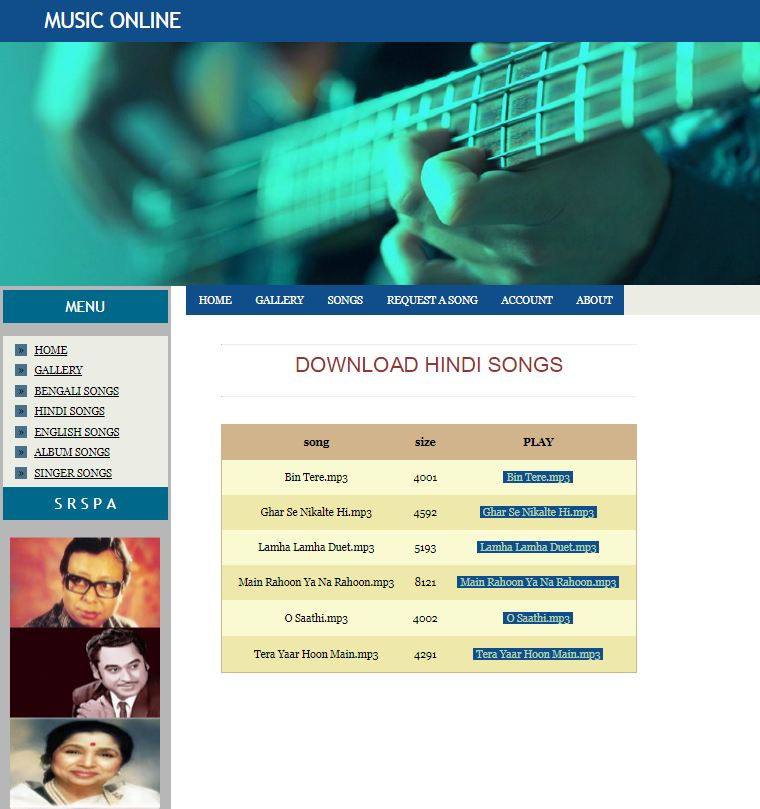 MUSIC ONLINE
HOME GALLERY SONGS REQUEST A SONG ACCOUNT ABOUT
MENU
» HOME
» GALLERY
» BENGALI SONGS
» HINDI SONGS
» ENGLISH SONGS
» ALBUM SONGS
» SINGER SONGS
S R S P A
DOWNLOAD HINDI SONGS
song size PLAY
Bin Tere.mp3 4001 Bin Tere.mp3
Ghar Se Nikalte Hi.mp3 4592 Ghar Se Nikalte Hi.mp3
Lamha Lamha Duet.mp3 5193 Lamha Lamha Duet.mp3
Main Rahoon Ya Na Rahoon.mp3 8121 Main Rahoon Ya Na Rahoon.mp3
O Saathi.mp3 4002 O Saathi.mp3
Tera Yaar Hoon Main.mp3 4291 Tera Yaar Hoon Main.mp3